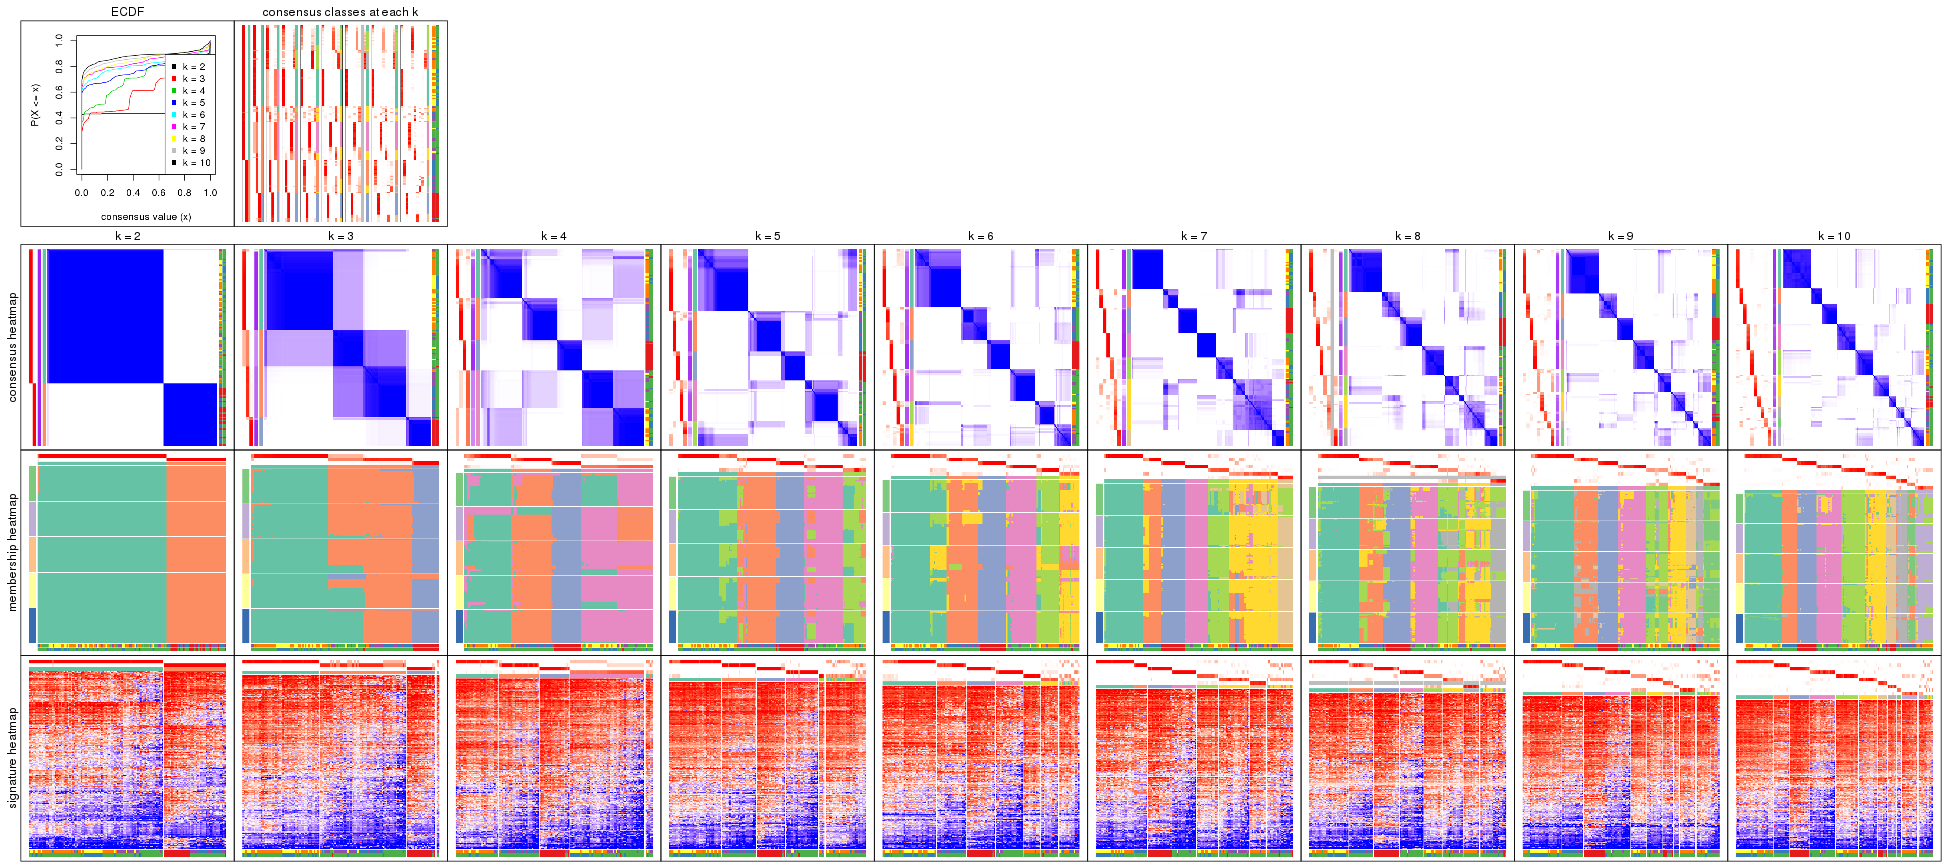 ECDF
consensus classes at each k
P(X <= x)
0.0
0.2
0.4
0.6
0.8
1.0
k = 2
k = 3
k = 4
k = 5
k = 6
k = 7
k = 8
k = 9
k = 10
0.0 0.2 0.4 0.6 0.8 1.0
consensus value (x)
k = 2 k = 3 k = 4 k = 5 k = 6 k = 7 k = 8 k = 9 k = 10
consensus heatmap
membership heatmap
signature heatmap